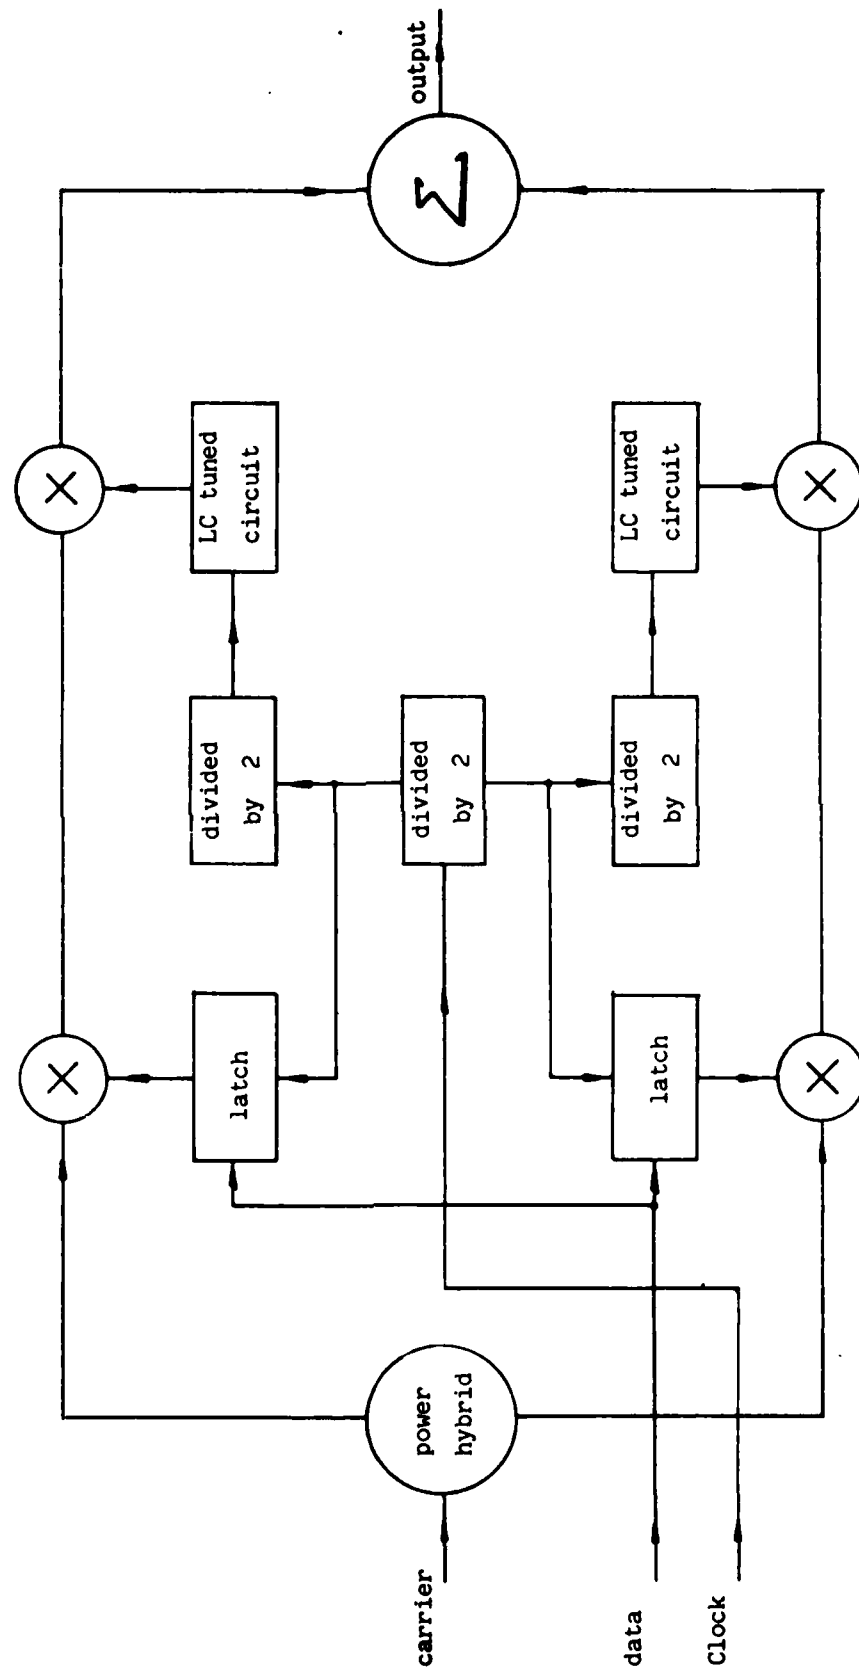 carrier
data
Clock
power
hybrid
×
latch
×
latch
divided
by 2
divided
by 2
divided
by 2
×
LC tuned
circuit
LC tuned
circuit
×
Σ
output